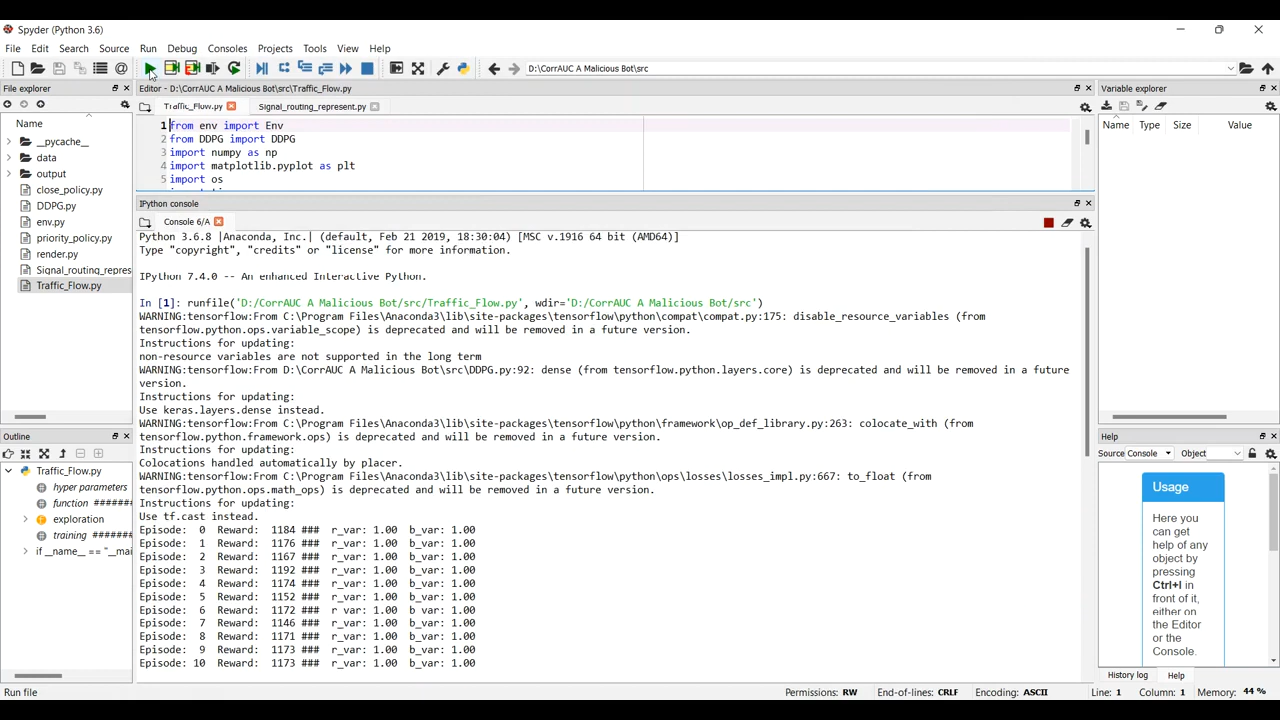 Spyder (Python 3.6)
File Edit Search Source Run Debug Consoles Projects Tools View Help
D:\CorrAUC A Malicious Bot\src
File explorer
Editor - D:\CorrAUC A Malicious Bot\src\Traffic_Flow.py
Variable explorer
Traffic_Flow.py
Signal_routing_represent.py
Name
Name Type Size Value
__pycache__
data
output
close_policy.py
DDPG.py
env.py
priority_policy.py
render.py
Signal_routing_repres
Traffic_Flow.py
1 from env import Env
2 from DDPG import DDPG
3 import numpy as np
4 import matplotlib.pyplot as plt
5 import os
IPython console
Console 6/A
Python 3.6.8 |Anaconda, Inc.| (default, Feb 21 2019, 18:30:04) [MSC v.1916 64 bit (AMD64)]
Type "copyright", "credits" or "license" for more information.
IPython 7.4.0 -- An enhanced Interactive Python.
In [1]: runfile('D:/CorrAUC A Malicious Bot/src/Traffic_Flow.py', wdir='D:/CorrAUC A Malicious Bot/src')
WARNING:tensorflow:From C:\Program Files\Anaconda3\lib\site-packages\tensorflow\python\compat\compat.py:175: disable_resource_variables (from
tensorflow.python.ops.variable_scope) is deprecated and will be removed in a future version.
Instructions for updating:
non-resource variables are not supported in the long term
WARNING:tensorflow:From D:\CorrAUC A Malicious Bot\src\DDPG.py:92: dense (from tensorflow.python.layers.core) is deprecated and will be removed in a future
version.
Instructions for updating:
Use keras.layers.dense instead.
WARNING:tensorflow:From C:\Program Files\Anaconda3\lib\site-packages\tensorflow\python\framework\op_def_library.py:263: colocate_with (from
tensorflow.python.framework.ops) is deprecated and will be removed in a future version.
Instructions for updating:
Colocations handled automatically by placer.
WARNING:tensorflow:From C:\Program Files\Anaconda3\lib\site-packages\tensorflow\python\ops\losses\losses_impl.py:667: to_float (from
tensorflow.python.ops.math_ops) is deprecated and will be removed in a future version.
Instructions for updating:
Use tf.cast instead.
Episode: 0 Reward: 1184 ### r_var: 1.00 b_var: 1.00
Episode: 1 Reward: 1176 ### r_var: 1.00 b_var: 1.00
Episode: 2 Reward: 1167 ### r_var: 1.00 b_var: 1.00
Episode: 3 Reward: 1192 ### r_var: 1.00 b_var: 1.00
Episode: 4 Reward: 1174 ### r_var: 1.00 b_var: 1.00
Episode: 5 Reward: 1152 ### r_var: 1.00 b_var: 1.00
Episode: 6 Reward: 1172 ### r_var: 1.00 b_var: 1.00
Episode: 7 Reward: 1146 ### r_var: 1.00 b_var: 1.00
Episode: 8 Reward: 1171 ### r_var: 1.00 b_var: 1.00
Episode: 9 Reward: 1173 ### r_var: 1.00 b_var: 1.00
Episode: 10 Reward: 1173 ### r_var: 1.00 b_var: 1.00
Outline
Traffic_Flow.py
hyper parameters
function #######
exploration
training ######
if __name__ == "__mai
Help
Source Console Object
Usage
Here you
can get
help of any
object by
pressing
Ctrl+I in
front of it,
either on
the Editor
or the
Console.
History log Help
Run file
Permissions: RW End-of-lines: CRLF Encoding: ASCII Line: 1 Column: 1 Memory: 44 %